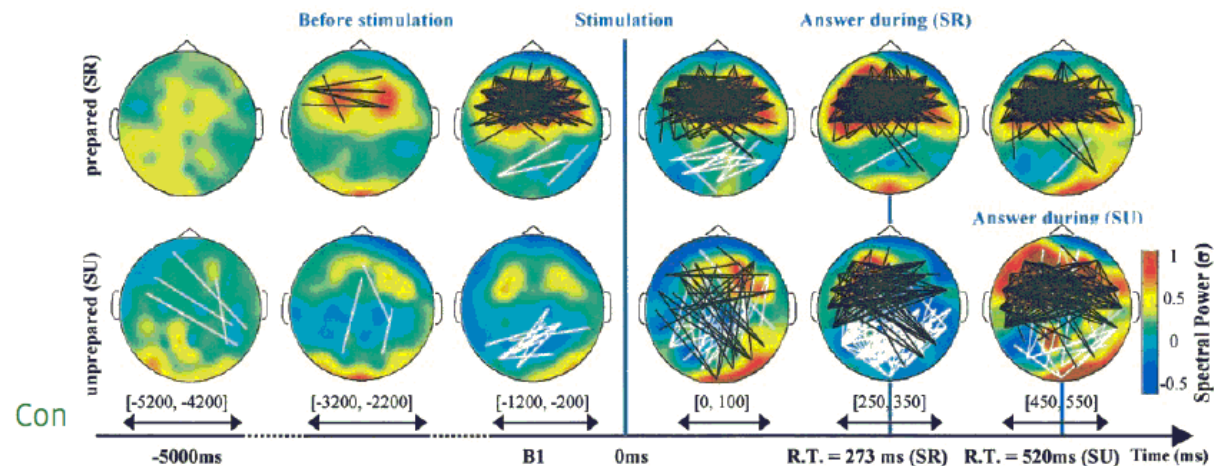 Before stimulation Stimulation Answer during (SR)
prepared (SR)
Answer during (SU)
unprepared (SU)
1
0.5
0
-0.5
Spectral Power (σ)
Con
[-5200, -4200] [-3200, -2200] [-1200, -200] [0, 100] [250,350] [450, 550]
-5000ms B1 0ms R.T. = 273 ms (SR) R.T. = 520ms (SU) Time (ms)